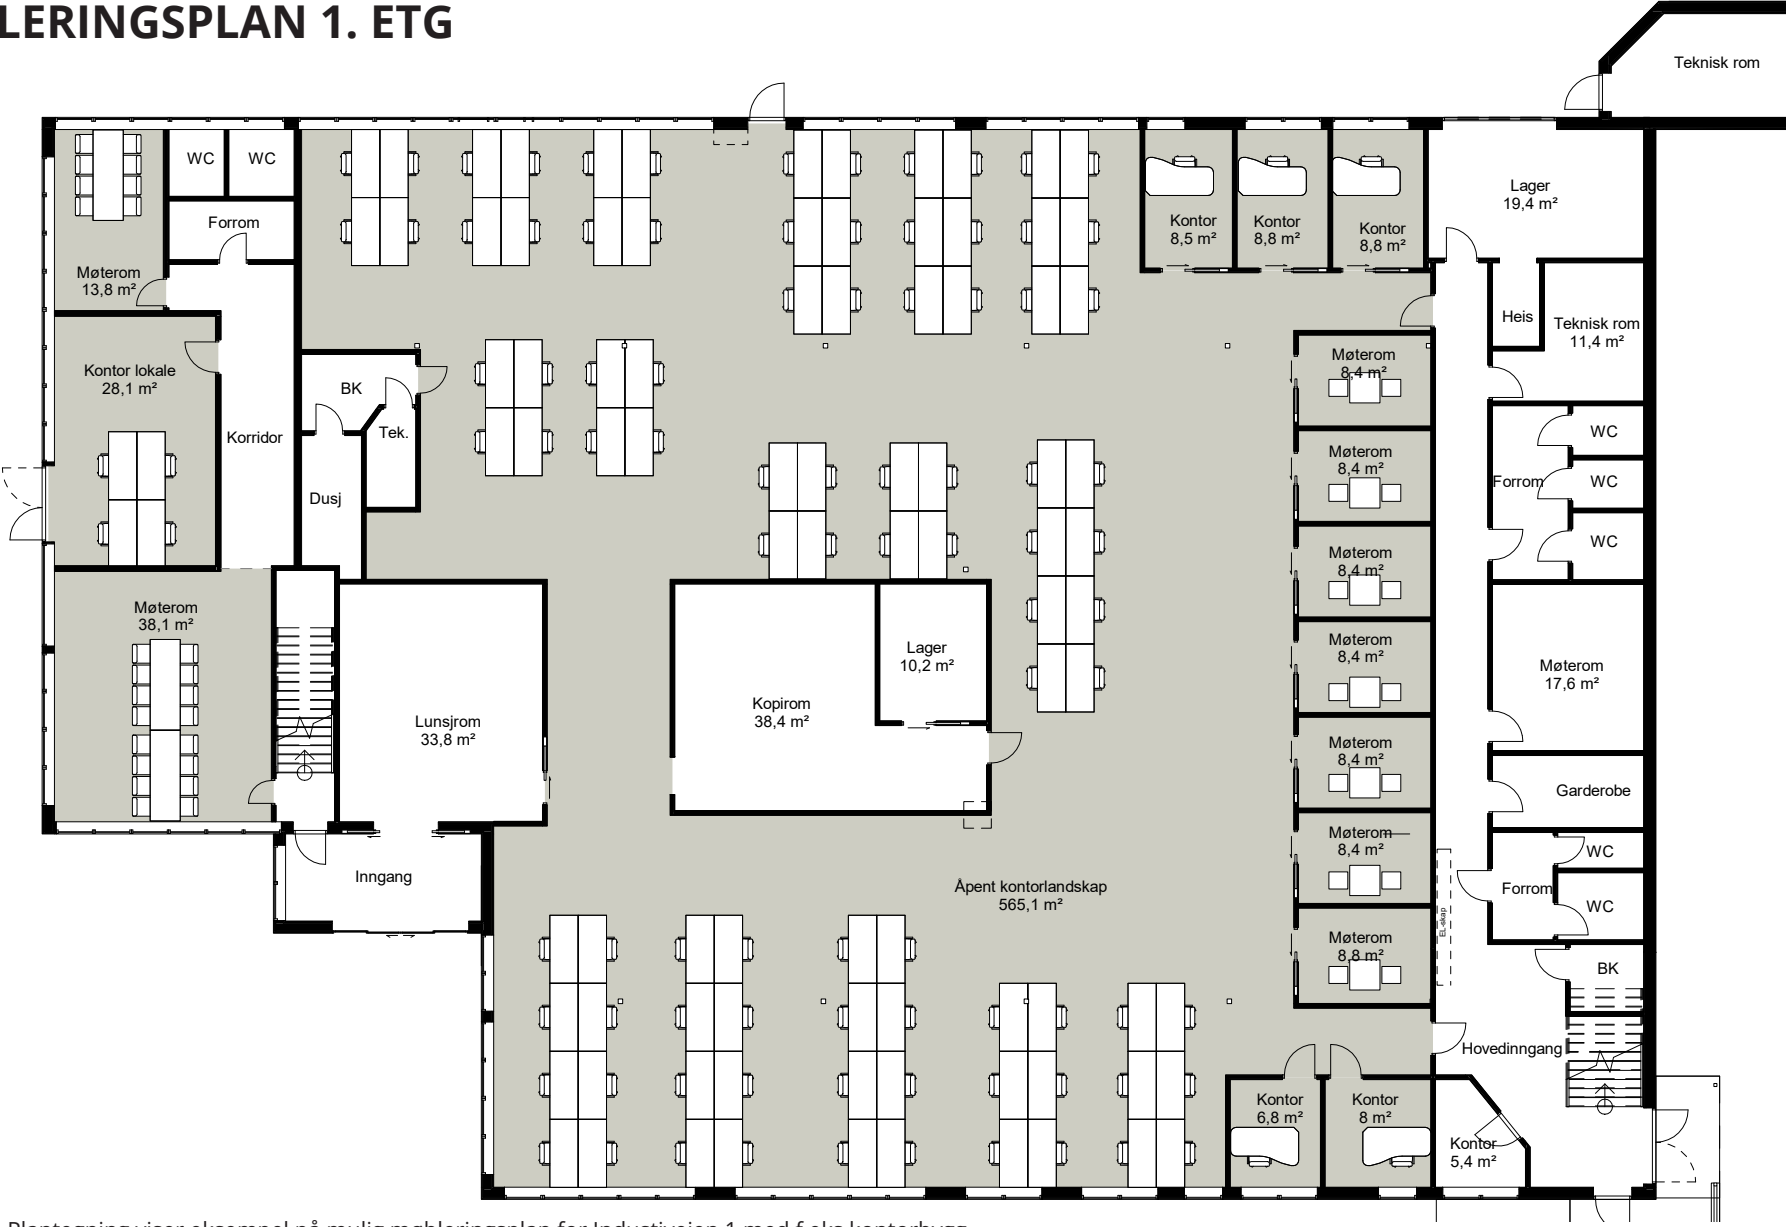 LERINGSPLAN 1. ETG
Teknisk rom
WC
WC
Forrom
Møterom
13,8 m²
Kontor
8,5 m²
Kontor
8,8 m²
Kontor
8,8 m²
Lager
19,4 m²
Heis
Teknisk rom
11,4 m²
Kontor lokale
28,1 m²
Korridor
BK
Tek.
Dusj
Møterom
8,4 m²
Møterom
8,4 m²
Møterom
8,4 m²
Møterom
8,4 m²
Møterom
8,4 m²
Møterom
8,4 m²
Møterom
8,8 m²
WC
Forrom
WC
WC
Møterom
38,1 m²
Lunsjrom
33,8 m²
Kopirom
38,4 m²
Lager
10,2 m²
Møterom
17,6 m²
Garderobe
WC
Forrom
WC
Inngang
Åpent kontorlandskap
565,1 m²
EL-skap
BK
Hovedinngang
Kontor
6,8 m²
Kontor
8 m²
Kontor
5,4 m²